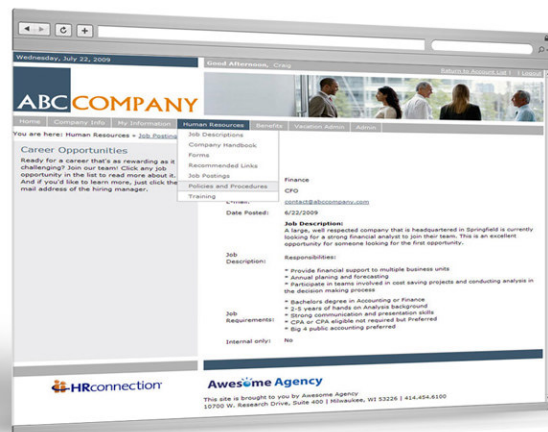 Wednesday, July 22, 2009
Good Afternoon, Craig
Return to Account List | Logout
ABCCOMPANY
Home Company Info My Information Human Resources Benefits Vacation Admin Admin
You are here: Human Resources » Job Posting
Job Descriptions
Company Handbook
Forms
Recommended Links
Job Postings
Policies and Procedures
Training
Career Opportunities
Ready for a career that's as rewarding as it
challenging? Join our team! Click any job
opportunity in the list to read more about it.
And if you'd like to learn more, just click the
mail address of the hiring manager.
Finance
CFO
contact@abccompany.com
Date Posted: 6/22/2009
Job Description:
Job Description:
A large, well respected company that is headquartered in Springfield is currently
looking for a strong financial analyst to join their team. This is an excellent
opportunity for someone looking for the first opportunity.
Responsibilities:
* Provide financial support to multiple business units
* Annual planing and forecasting
* Participate in teams involved in cost saving projects and conducting analysis in
the decision making process
Job Requirements:
* Bachelors degree in Accounting or Finance
* 2-5 years of hands on Analysis background
* Strong communication and presentation skills
* CPA or CPA eligible not required but Preferred
* Big 4 public accounting preferred
Internal only: No
HRconnection
Awesome Agency
This site is brought to you by Awesome Agency
10700 W. Research Drive, Suite 400 | Milwaukee, WI 53226 | 414.454.6100